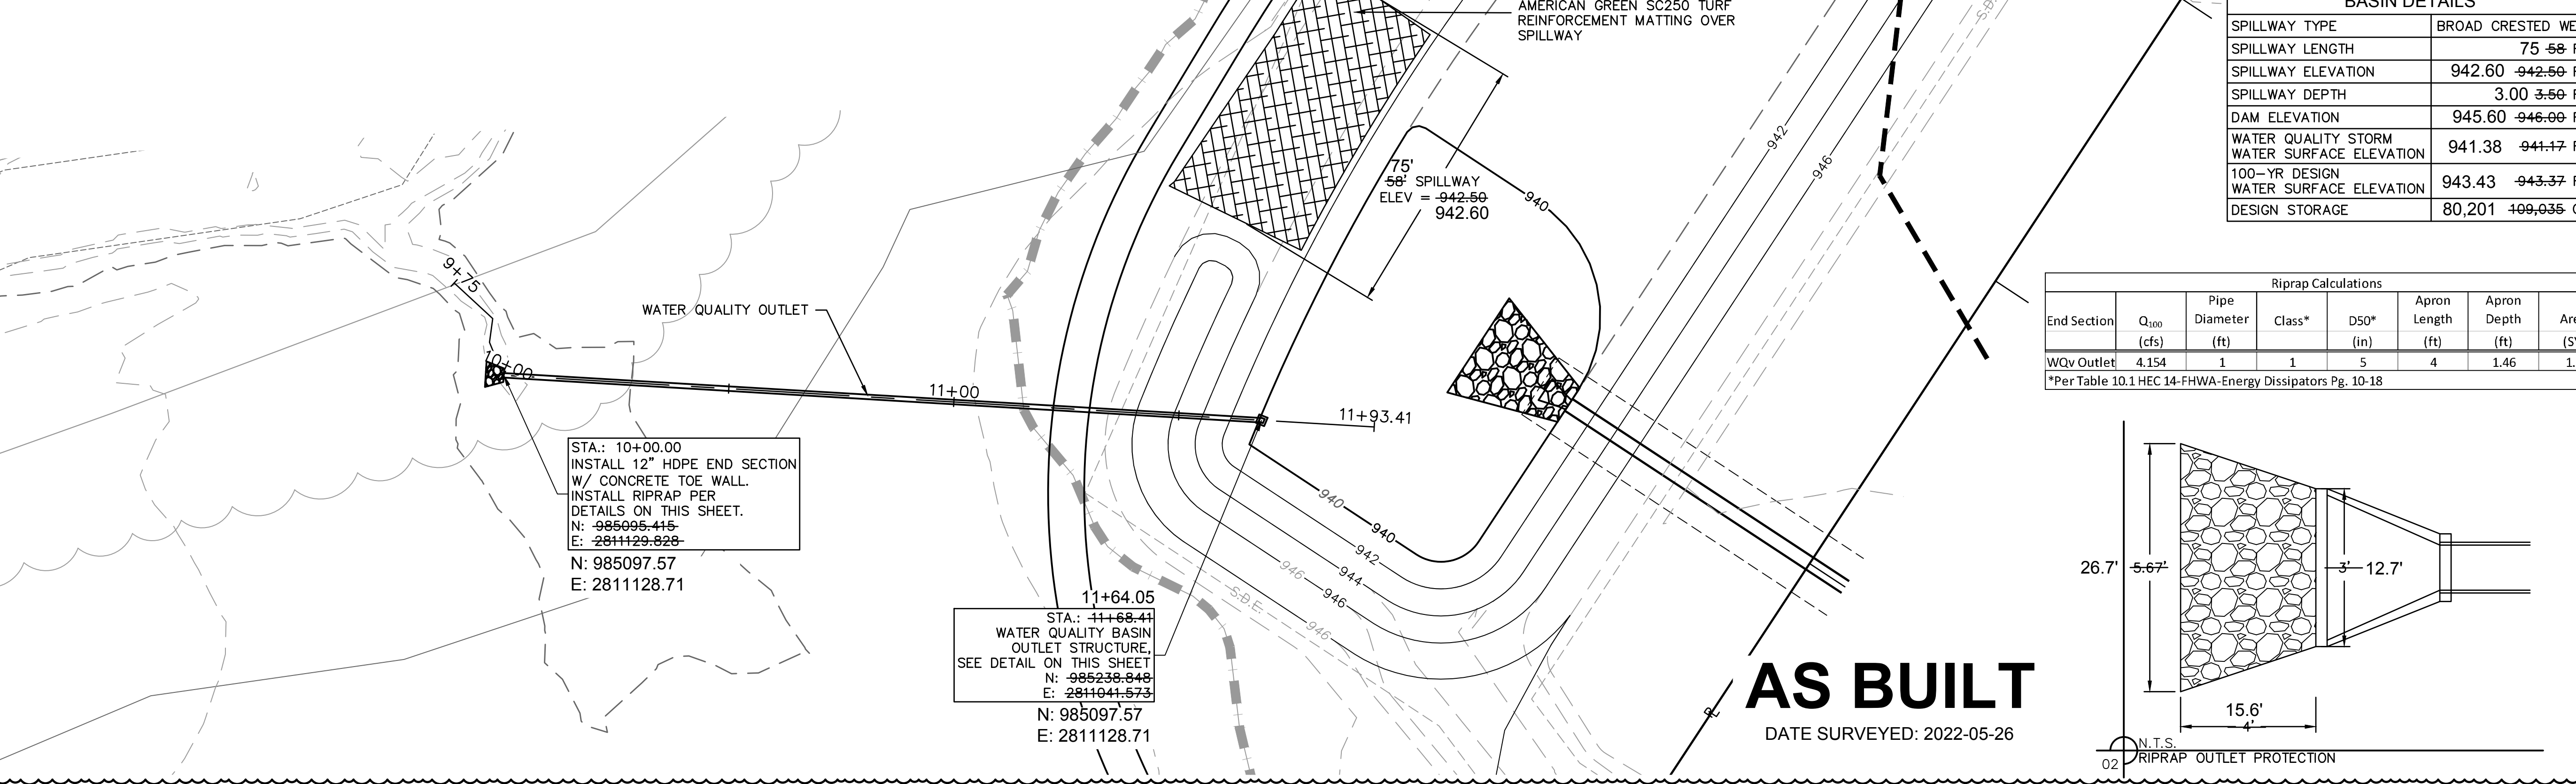 AMERICAN GREEN SC250 TURF
REINFORCEMENT MATTING OVER
SPILLWAY
S.D.
BASIN DETAILS
SPILLWAY TYPE BROAD CRESTED WE
SPILLWAY LENGTH 75 58 F
SPILLWAY ELEVATION 942.60 942.50 F
SPILLWAY DEPTH 3.00 3.50 F
DAM ELEVATION 945.60 946.00 F
WATER QUALITY STORM
WATER SURFACE ELEVATION 941.38 941.17 F
100-YR DESIGN
WATER SURFACE ELEVATION 943.43 943.37 F
DESIGN STORAGE 80,201 109,035 C
942
946
75'
58' SPILLWAY
ELEV = 942.50
942.60
940
9+75
WATER QUALITY OUTLET
10+00
11+00
11+93.41
Riprap Calculations
End Section Q100 Pipe Diameter Class* D50* Apron Length Apron Depth Are
(cfs) (ft) (in) (ft) (ft) (S
WQv Outlet 4.154 1 1 5 4 1.46 1.
*Per Table 10.1 HEC 14-FHWA-Energy Dissipators Pg. 10-18
STA.: 10+00.00
INSTALL 12" HDPE END SECTION
W/ CONCRETE TOE WALL.
INSTALL RIPRAP PER
DETAILS ON THIS SHEET.
N: 985095.415
E: 2811129.828
N: 985097.57
E: 2811128.71
940
940
942
944
946
946
946
S.D.E.
11+64.05
STA.: 11+68.41
WATER QUALITY BASIN
OUTLET STRUCTURE,
SEE DETAIL ON THIS SHEET
N: 985238.848
E: 2811041.573
N: 985097.57
E: 2811128.71
PL
AS BUILT
DATE SURVEYED: 2022-05-26
26.7' 5.67'
3' 12.7'
15.6'
4'
N.T.S.
02 RIPRAP OUTLET PROTECTION